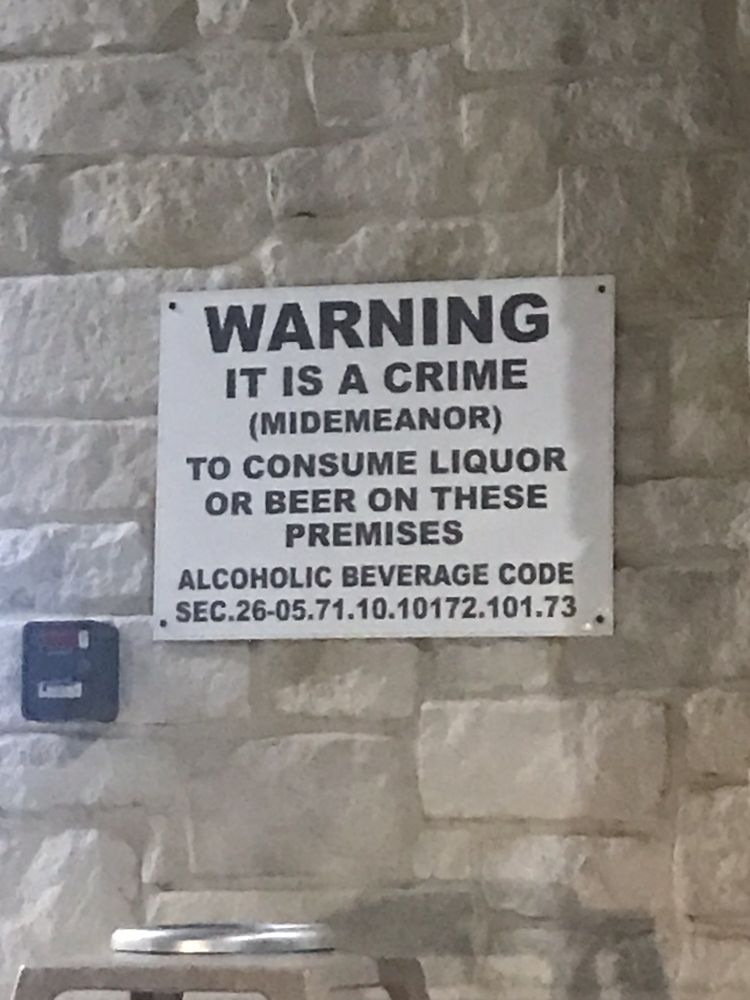 WARNING
IT IS A CRIME
(MIDEMEANOR)
TO CONSUME LIQUOR
OR BEER ON THESE
PREMISES
ALCOHOLIC BEVERAGE CODE
SEC.26-05.71.10.10172.101.73